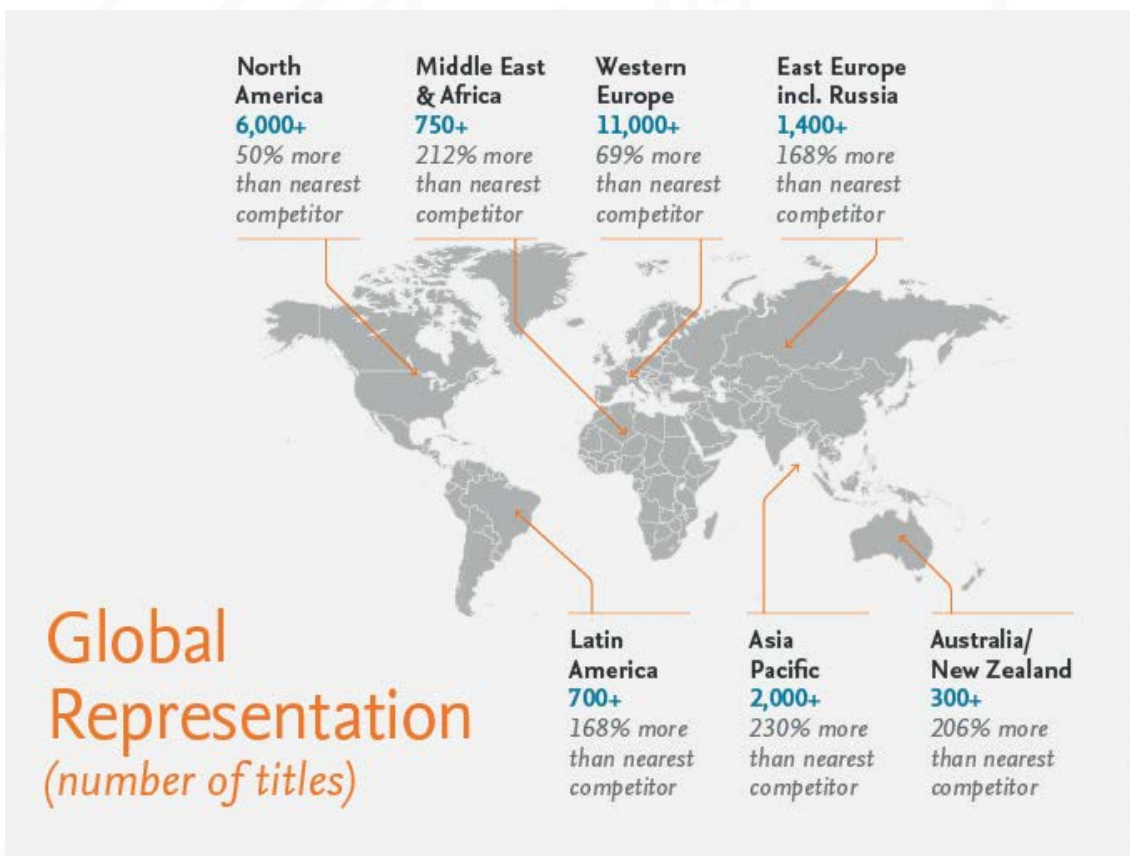 North
America
6,000+
50% more
than nearest
competitor
Middle East
& Africa
750+
212% more
than nearest
competitor
Western
Europe
11,000+
69% more
than nearest
competitor
East Europe
incl. Russia
1,400+
168% more
than nearest
competitor
Global
Representation
(number of titles)
Latin
America
700+
168% more
than nearest
competitor
Asia
Pacific
2,000+
230% more
than nearest
competitor
Australia/
New Zealand
300+
206% more
than nearest
competitor